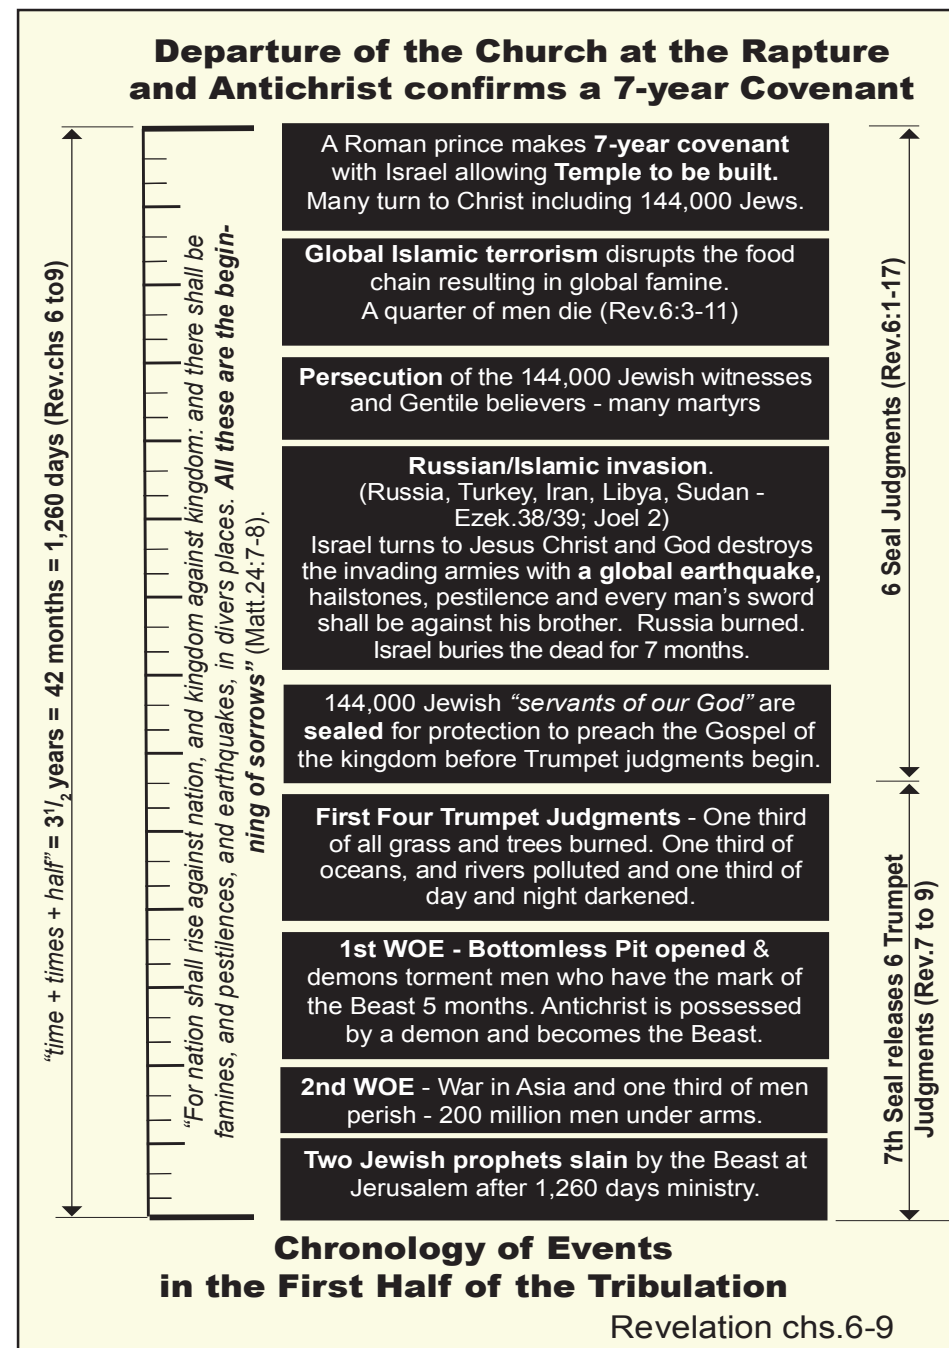 Departure of the Church at the Rapture
and Antichrist confirms a 7-year Covenant
"time + times + half" = 3 1/2 years = 42 months = 1,260 days (Rev.chs 6 to9)
"For nation shall rise against nation, and kingdom against kingdom: and there shall be
famines, and pestilences, and earthquakes, in divers places. All these are the begin-
ning of sorrows" (Matt.24:7-8).
A Roman prince makes 7-year covenant
with Israel allowing Temple to be built.
Many turn to Christ including 144,000 Jews.
Global Islamic terrorism disrupts the food
chain resulting in global famine.
A quarter of men die (Rev.6:3-11)
Persecution of the 144,000 Jewish witnesses
and Gentile believers - many martyrs
Russian/Islamic invasion.
(Russia, Turkey, Iran, Libya, Sudan -
Ezek.38/39; Joel 2)
Israel turns to Jesus Christ and God destroys
the invading armies with a global earthquake,
hailstones, pestilence and every man's sword
shall be against his brother. Russia burned.
Israel buries the dead for 7 months.
144,000 Jewish "servants of our God" are
sealed for protection to preach the Gospel of
the kingdom before Trumpet judgments begin.
First Four Trumpet Judgments - One third
of all grass and trees burned. One third of
oceans, and rivers polluted and one third of
day and night darkened.
1st WOE - Bottomless Pit opened &
demons torment men who have the mark of
the Beast 5 months. Antichrist is possessed
by a demon and becomes the Beast.
2nd WOE - War in Asia and one third of men
perish - 200 million men under arms.
Two Jewish prophets slain by the Beast at
Jerusalem after 1,260 days ministry.
6 Seal Judgments (Rev.6:1-17)
7th Seal releases 6 Trumpet
Judgments (Rev.7 to 9)
Chronology of Events
in the First Half of the Tribulation
Revelation chs.6-9